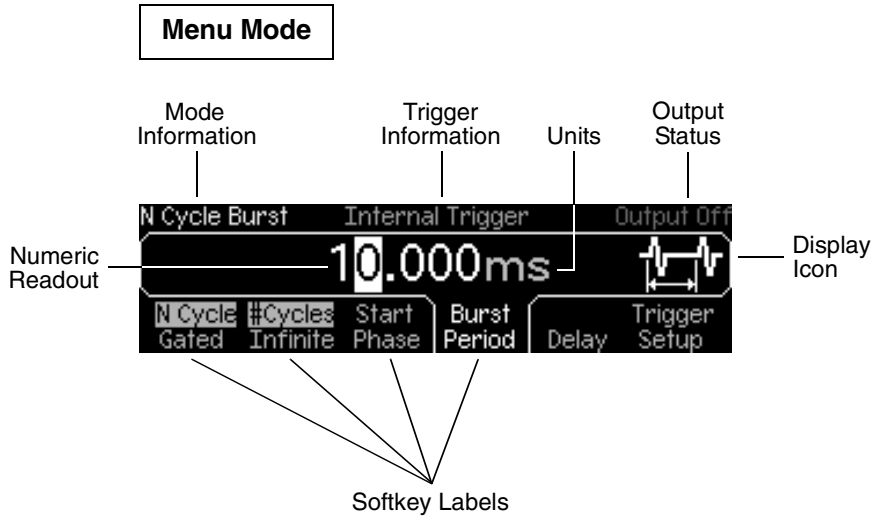 Menu Mode
Mode Information
Trigger Information
Units
Output Status
N Cycle Burst Internal Trigger Output Off
Numeric Readout
10.000ms
Display Icon
N Cycle #Cycles Start Burst Trigger
Gated Infinite Phase Period Delay Setup
Softkey Labels